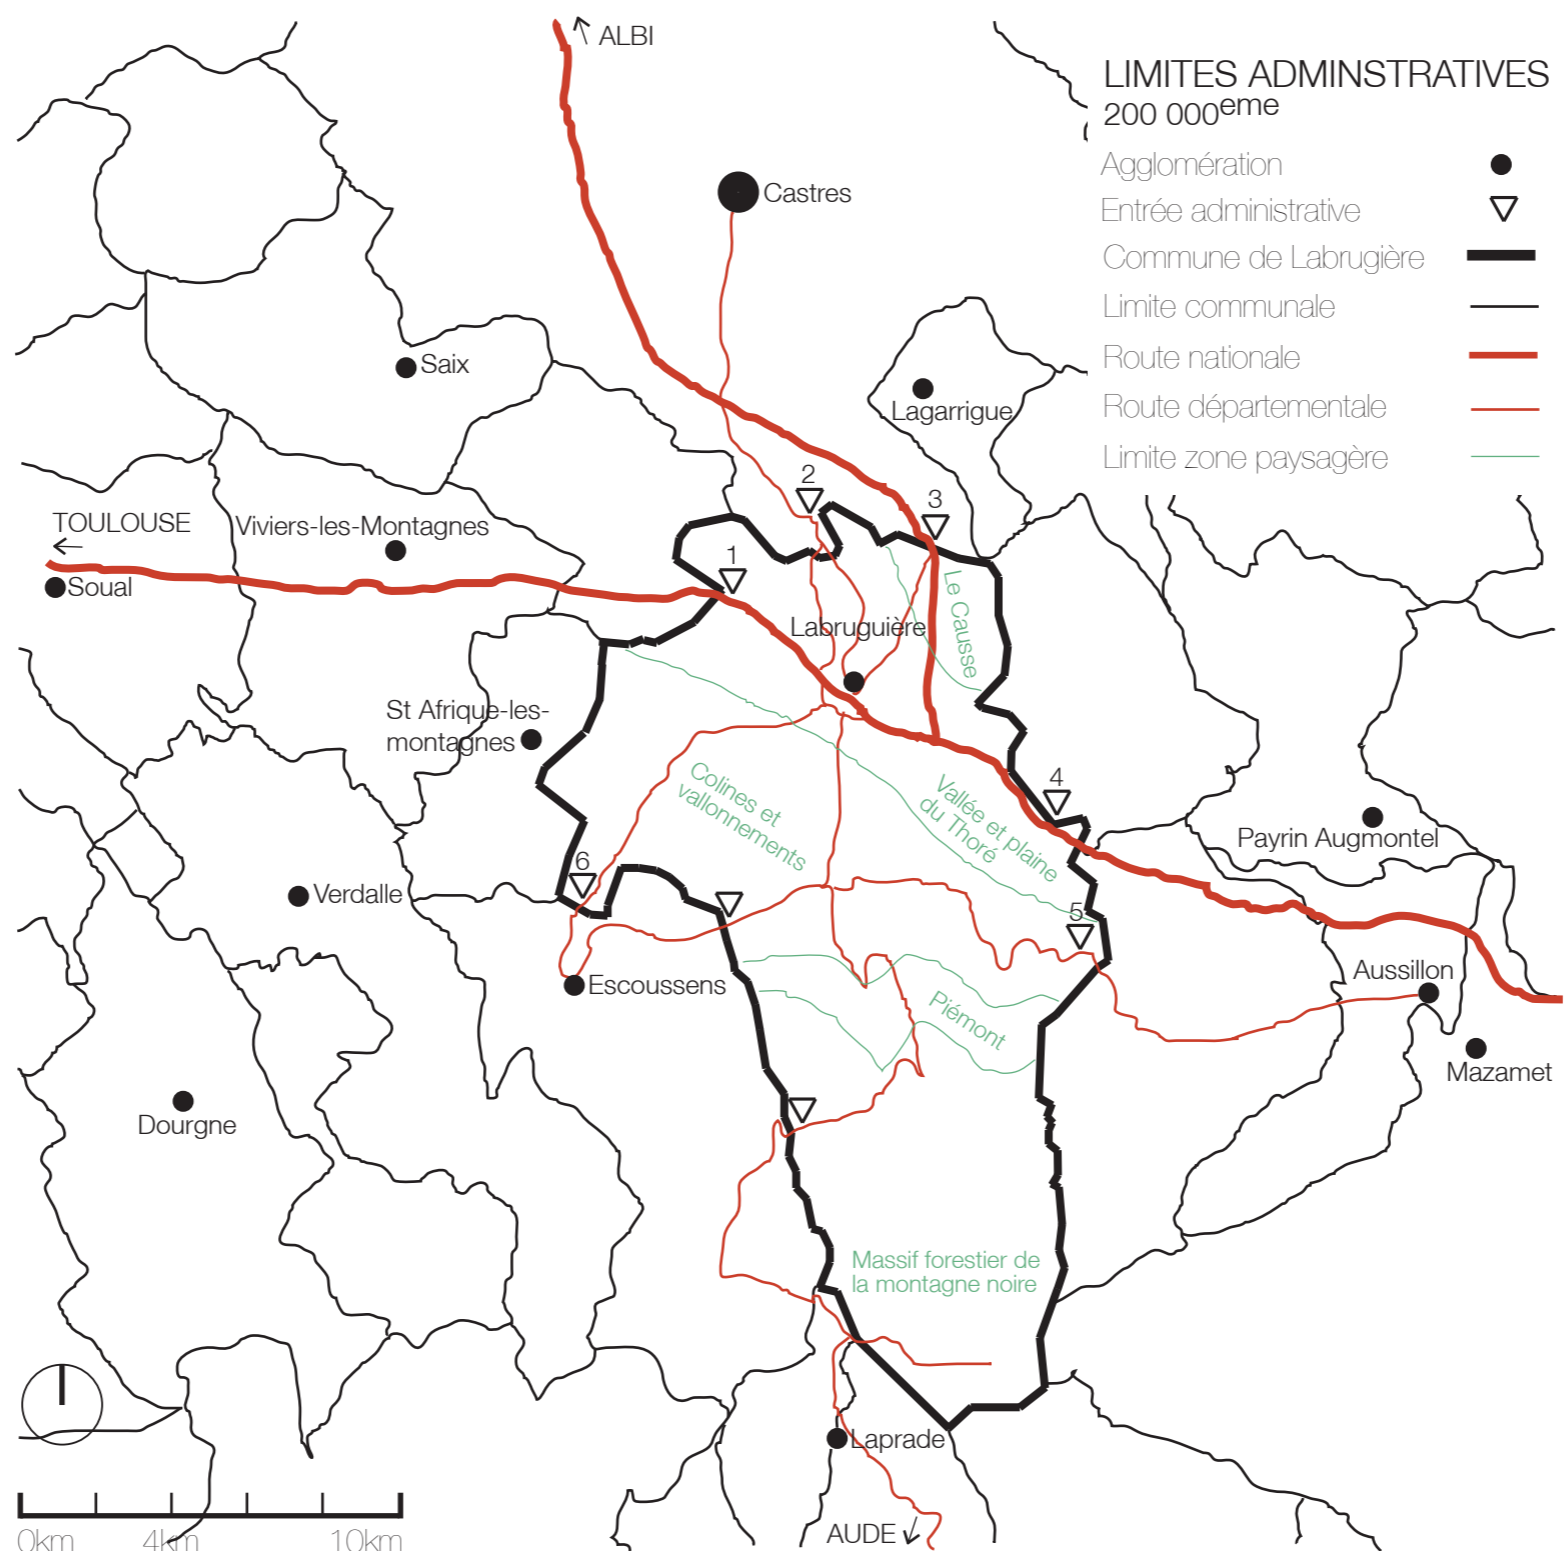 ALBI
LIMITES ADMINSTRATIVES
200 000eme
Agglomération
Entrée administrative
Commune de Labrugière
Limite communale
Route nationale
Route départementale
Limite zone paysagère
Castres
Saix
Lagarrigue
2
3
TOULOUSE
Viviers-les-Montagnes
1
Soual
Le Causse
Labruguière
St Afrique-les-
montagnes
Colines et
vallonnements
Vallée et plaine
du Thoré
4
Payrin Augmontel
6
Verdalle
5
Escoussens
Aussillon
Piémont
Mazamet
Dourgne
Massif forestier de
la montagne noire
Laprade
AUDE
0km
4km
10km